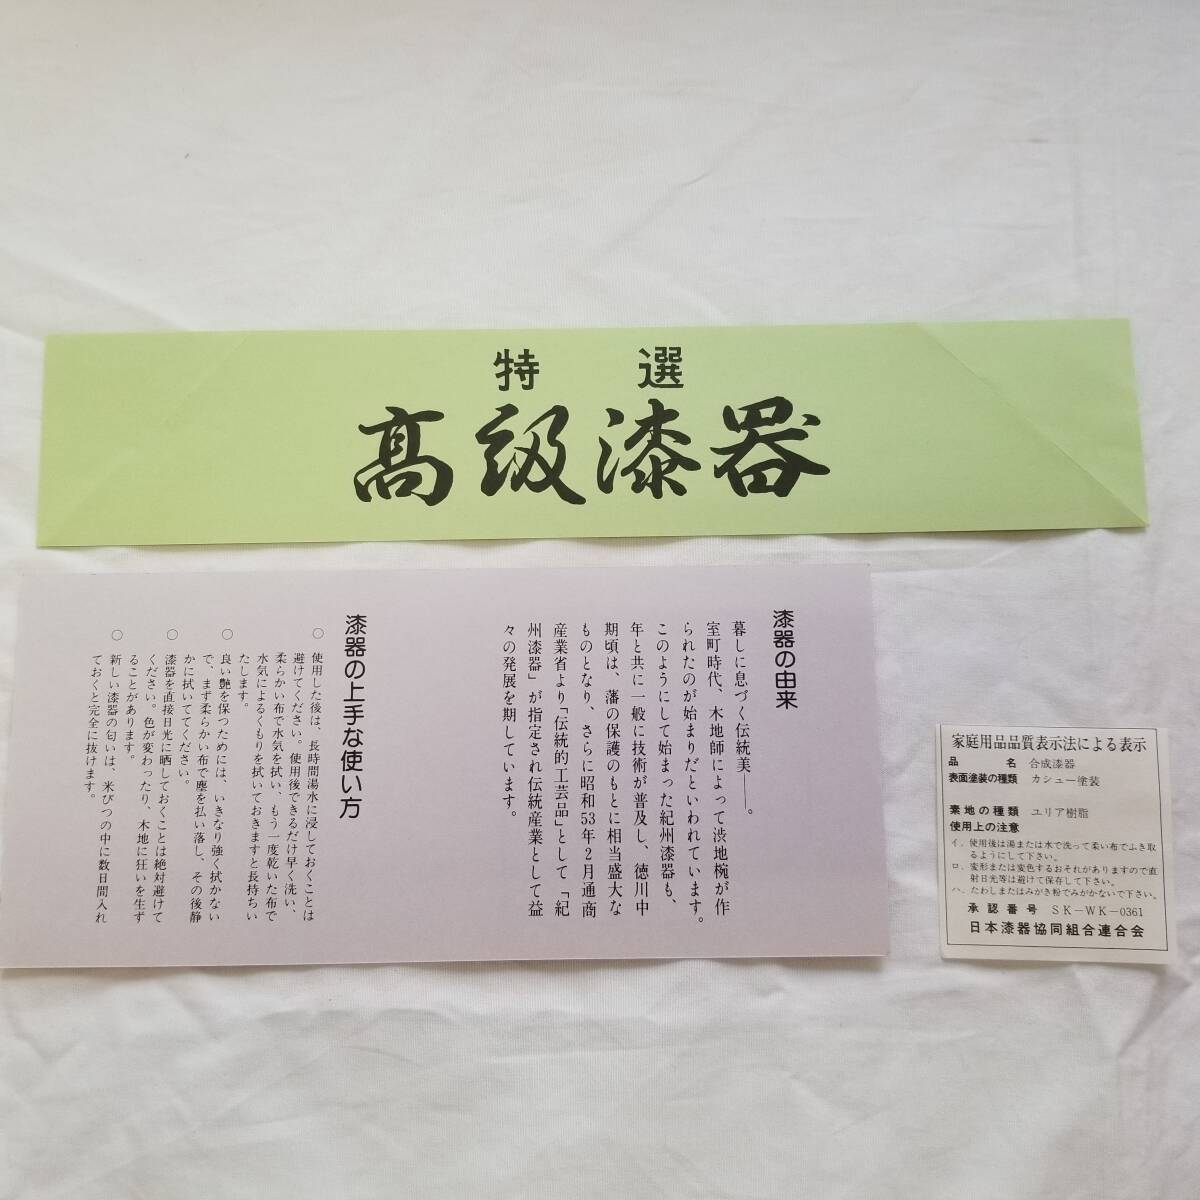 特選
高級漆器
漆器の由来
暮しに息づく伝統美――。
室町時代、木地師によって渋地椀が作
られたのが始まりだといわれています。
このようにして始まった紀州漆器も、
年と共に一般に技術が普及し、徳川中
期頃は、藩の保護のもとに相当盛大な
ものとなり、さらに昭和53年2月通商
産業省より「伝統的工芸品」として「紀
州漆器」が指定され伝統産業として益
々の発展を期しています。
漆器の上手な使い方
○ 使用した後は、長時間湯水に浸しておくことは
避けてください。使用後できるだけ早く洗い、
柔らかい布で水気を拭い、もう一度乾いた布で
水気によるくもりを拭いておきますと長持ちい
たします。
○ 良い艶を保つためには、いきなり強く拭かない
で、まず柔らかい布で塵を払い落し、その後静
かに拭いててください。
○ 漆器を直接日光に晒しておくことは絶対避けて
ください。色が変わったり、木地に狂いを生ず
ることがあります。
○ 新しい漆器の匂いは、米びつの中に数日間入れ
ておくと完全に抜けます。
家庭用品品質表示法による表示
品名 合成漆器
表面塗装の種類 カシュー塗装
素地の種類 ユリア樹脂
使用上の注意
イ、使用後は湯または水で洗って柔い布でふき取
るようにして下さい。
ロ、変形または変色するおそれがありますので直
射日光等は避けて保存して下さい。
ハ、たわしまたはみがき粉でみがかないで下さい。
承認番号 SK-WK-0361
日本漆器協同組合連合会